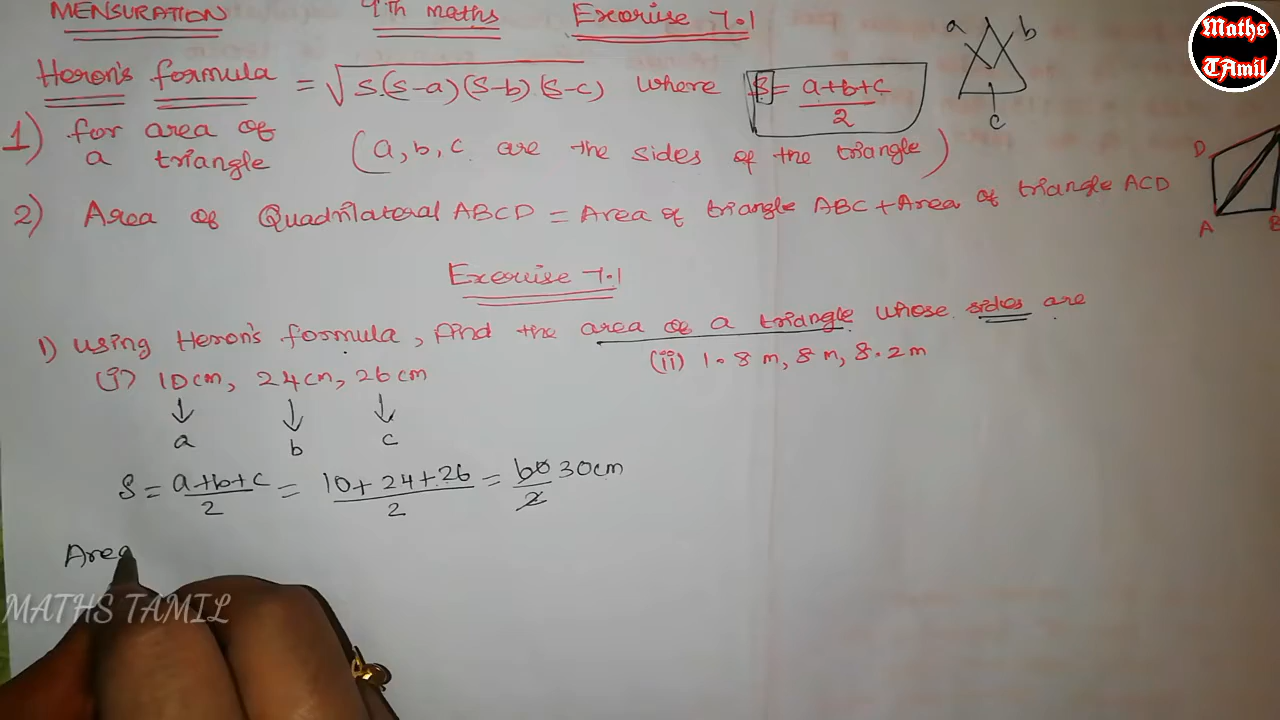 MENSURATION 9th maths Exercise 7.1
Maths
TAmil
Heron's formula = √s(s-a)(s-b)(s-c) where s = a+b+c/2
1) for area of
a triangle (a, b, c are the sides of the triangle)
a b
c
2) Area of Quadrilateral ABCD = Area of triangle ABC + Area of triangle ACD
D
A B
Exercise 7.1
1) using Heron's formula, find the area of a triangle whose sides are
(i) 10cm, 24cm, 26cm (ii) 1.8 m, 8 m, 8.2 m
a b c
S = a+b+c/2 = 10+24+26/2 = 60/2 30cm
Area
MATHS TAMIL